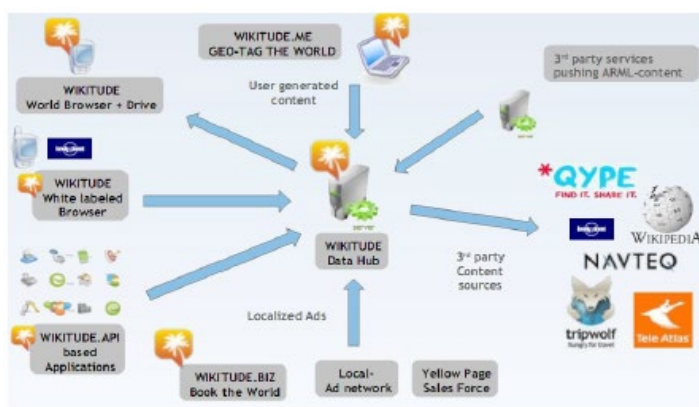 WIKITUDE.ME
GEO-TAG THE WORLD
3rd party services
pushing ARML-content
WIKITUDE
World Browser + Drive
User generated
content
WIKITUDE
White labeled
Browser
WIKITUDE
Data Hub
*QYPE
FIND IT. SHARE IT.
WIKIPEDIA
NAVTEQ
3rd party
Content
sources
tripwolf
hungry for travel
Tele Atlas
Localized Ads
WIKITUDE.API
based
Applications
WIKITUDE.BIZ
Book the World
Local-
Ad network
Yellow Page
Sales Force